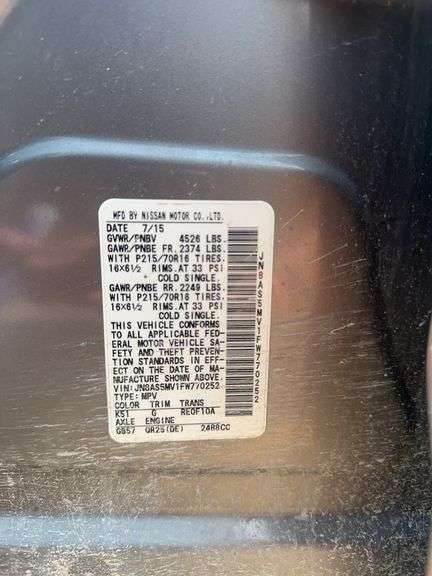 MFG BY NISSAN MOTOR CO.,LTD.
DATE 7/15
GVWR/PNBV 4526 LBS.
GAWR/PNBE FR. 2374 LBS.
WITH P215/70R16 TIRES.
16X6½ RIMS.AT 33 PSI
* COLD SINGLE.
GAWR/PNBE RR. 2249 LBS.
WITH P215/70R16 TIRES.
16X6½ RIMS.AT 33 PSI
* COLD SINGLE.
THIS VEHICLE CONFORMS
TO ALL APPLICABLE FED-
ERAL MOTOR VEHICLE SA-
FETY AND THEFT PREVEN-
TION STANDARDS IN EFF-
ECT ON THE DATE OF MA-
NUFACTURE SHOWN ABOVE.
VIN:JN8AS5MV1FW770252
TYPE: MPV
COLOR TRIM TRANS
K51 G RE0F10A
AXLE ENGINE
GB57 QR25(DE) 2488CC
JN8AS5MV1FW770252